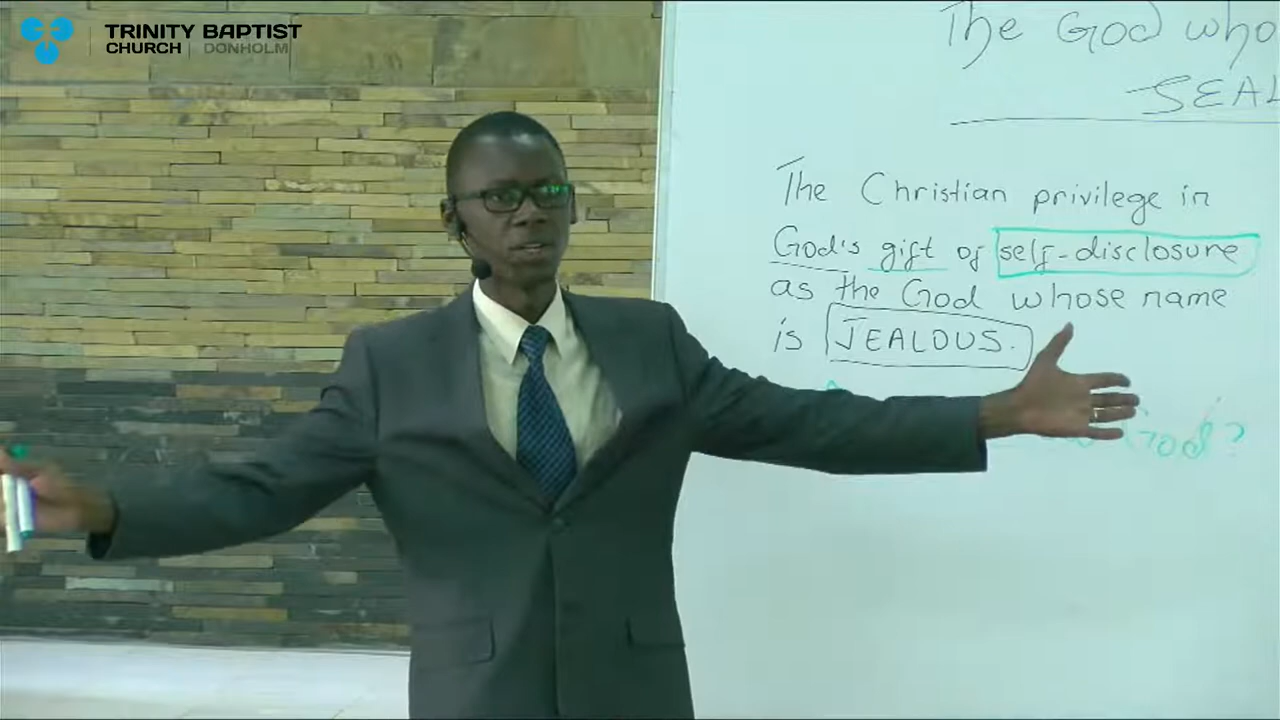 TRINITY BAPTIST
CHURCH | DONHOLM
The God who
The Christian privilege in
God's gift of self-disclosure
as the God whose name
is JEALOUS.
God?